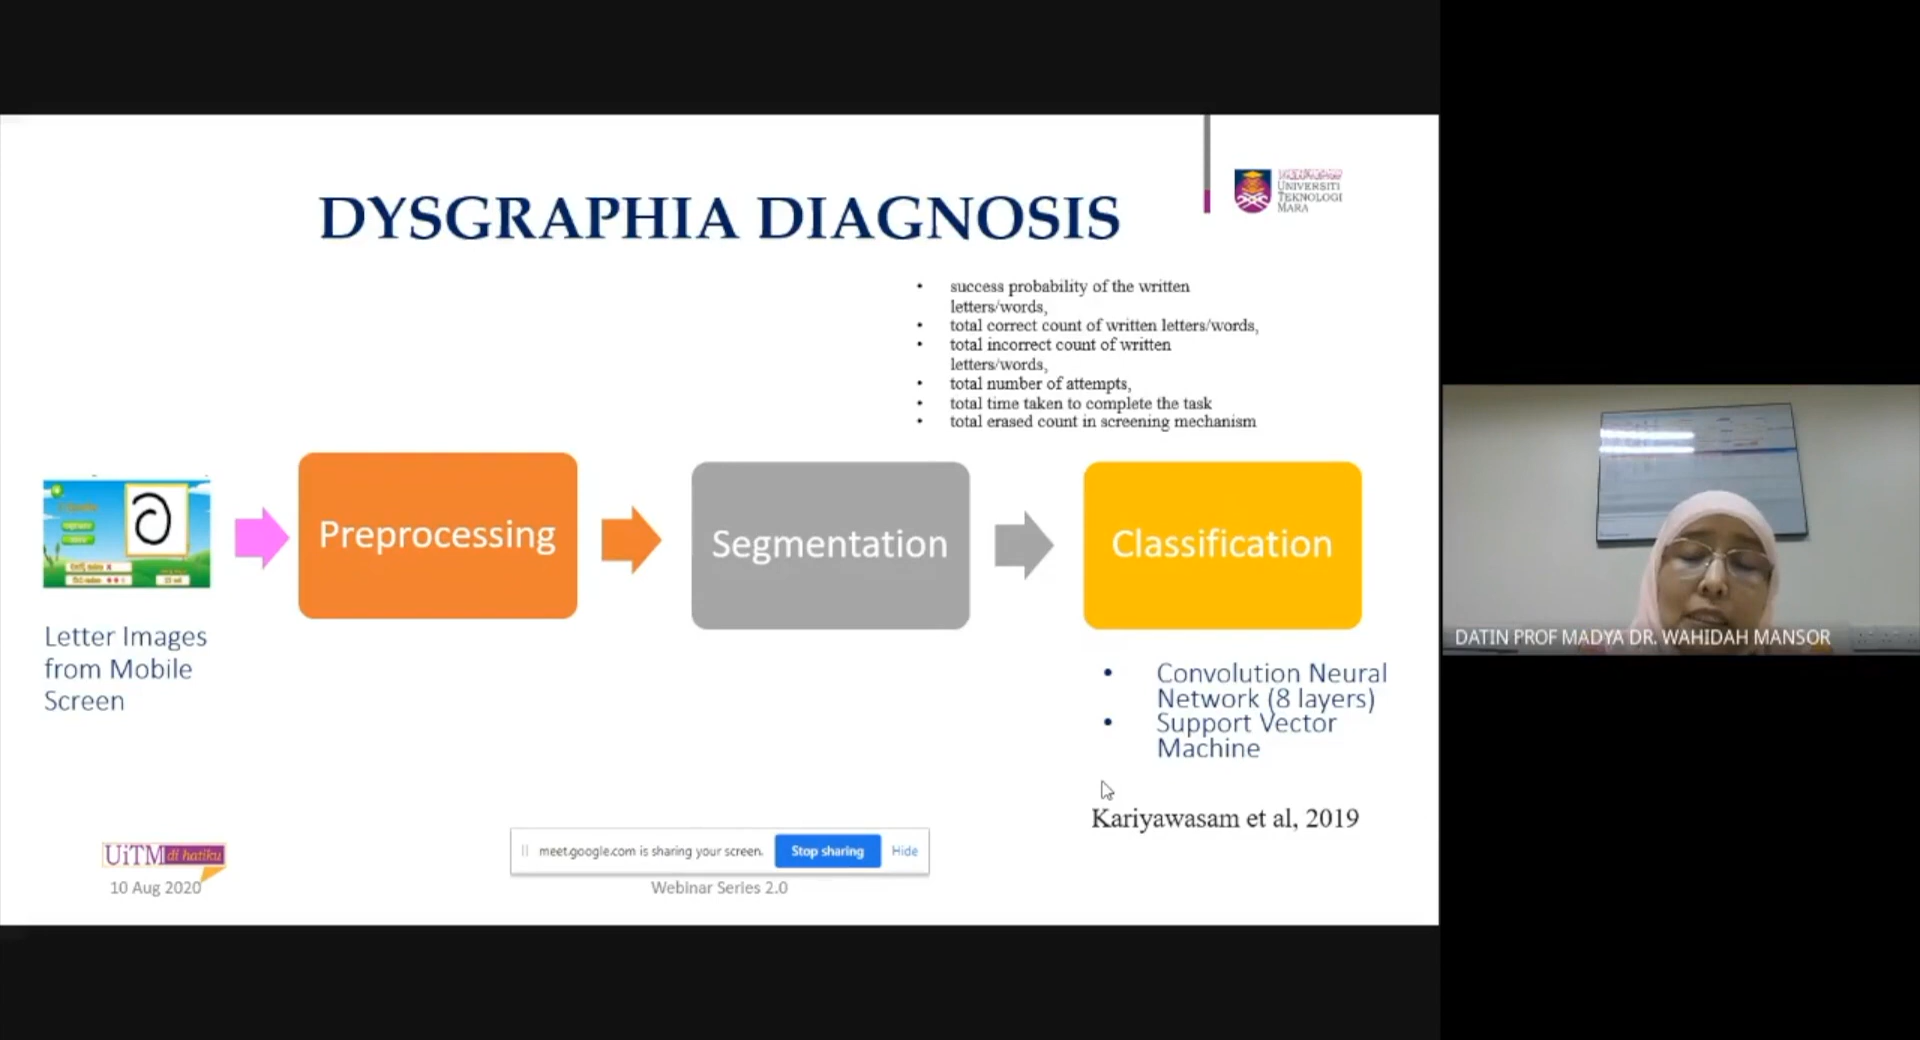 DYSGRAPHIA DIAGNOSIS
UNIVERSITI
TEKNOLOGI
MARA
• success probability of the written
letters/words,
• total correct count of written letters/words,
• total incorrect count of written
letters/words,
• total number of attempts,
• total time taken to complete the task
• total erased count in screening mechanism
Preprocessing
Segmentation
Classification
Letter Images
from Mobile
Screen
• Convolution Neural
Network (8 layers)
• Support Vector
Machine
Kariyawasam et al, 2019
UiTM di hatiku
10 Aug 2020
meet.google.com is sharing your screen.
Stop sharing
Hide
Webinar Series 2.0
DATIN PROF MADYA DR. WAHIDAH MANSOR